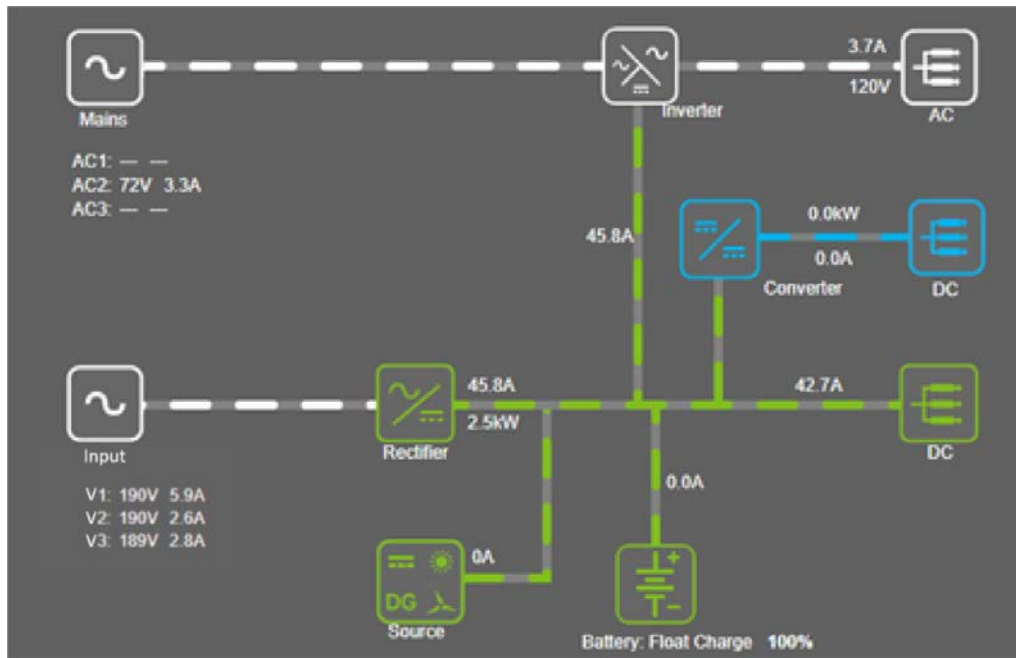 3.7A
120V
Mains
Inverter
AC
AC1: — —
AC2: 72V 3.3A
AC3: — —
0.0kW
45.8A
0.0A
Converter
DC
45.8A
42.7A
2.5kW
Input
Rectifier
DC
0.0A
V1: 190V 5.9A
V2: 190V 2.6A
V3: 189V 2.8A
0A
DG
Source
Battery: Float Charge 100%